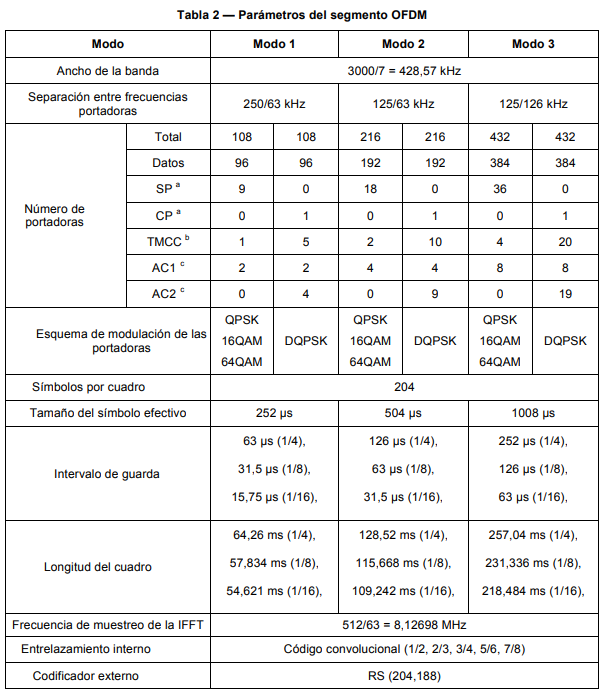 Tabla 2 — Parámetros del segmento OFDM
Modo Modo 1 Modo 2 Modo 3
Ancho de la banda 3000/7 = 428,57 kHz
Separación entre frecuencias portadoras 250/63 kHz 125/63 kHz 125/126 kHz
Número de portadoras
Total 108 108 216 216 432 432
Datos 96 96 192 192 384 384
SP a 9 0 18 0 36 0
CP a 0 1 0 1 0 1
TMCC b 1 5 2 10 4 20
AC1 c 2 2 4 4 8 8
AC2 c 0 4 0 9 0 19
Esquema de modulación de las portadoras
QPSK QPSK QPSK
16QAM DQPSK 16QAM DQPSK 16QAM DQPSK
64QAM 64QAM 64QAM
Símbolos por cuadro 204
Tamaño del símbolo efectivo 252 µs 504 µs 1008 µs
Intervalo de guarda
63 µs (1/4), 126 µs (1/4), 252 µs (1/4),
31,5 µs (1/8), 63 µs (1/8), 126 µs (1/8),
15,75 µs (1/16), 31,5 µs (1/16), 63 µs (1/16),
Longitud del cuadro
64,26 ms (1/4), 128,52 ms (1/4), 257,04 ms (1/4),
57,834 ms (1/8), 115,668 ms (1/8), 231,336 ms (1/8),
54,621 ms (1/16), 109,242 ms (1/16), 218,484 ms (1/16),
Frecuencia de muestreo de la IFFT 512/63 = 8,12698 MHz
Entrelazamiento interno Código convolucional (1/2, 2/3, 3/4, 5/6, 7/8)
Codificador externo RS (204,188)